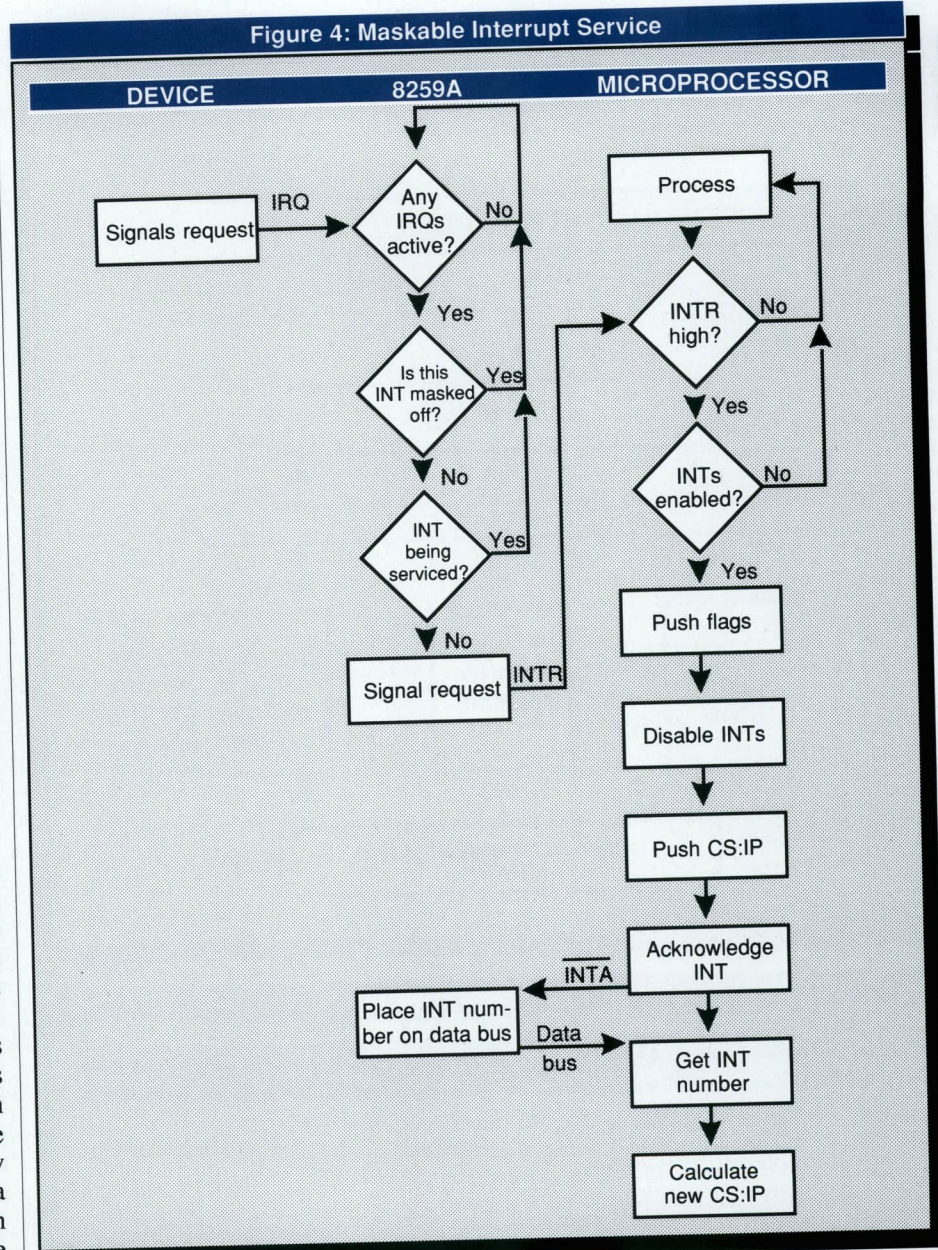 Figure 4: Maskable Interrupt Service
DEVICE
8259A
MICROPROCESSOR
Signals request
IRQ
Any
IRQs
active?
No
Yes
Is this
INT masked
off?
Yes
No
INT
being
serviced?
Yes
No
Signal request
INTR
Process
INTR
high?
No
Yes
INTs
enabled?
No
Yes
Push flags
Disable INTs
Push CS:IP
Acknowledge
INT
INTA
Place INT num-
ber on data bus
Data
bus
Get INT
number
Calculate
new CS:IP